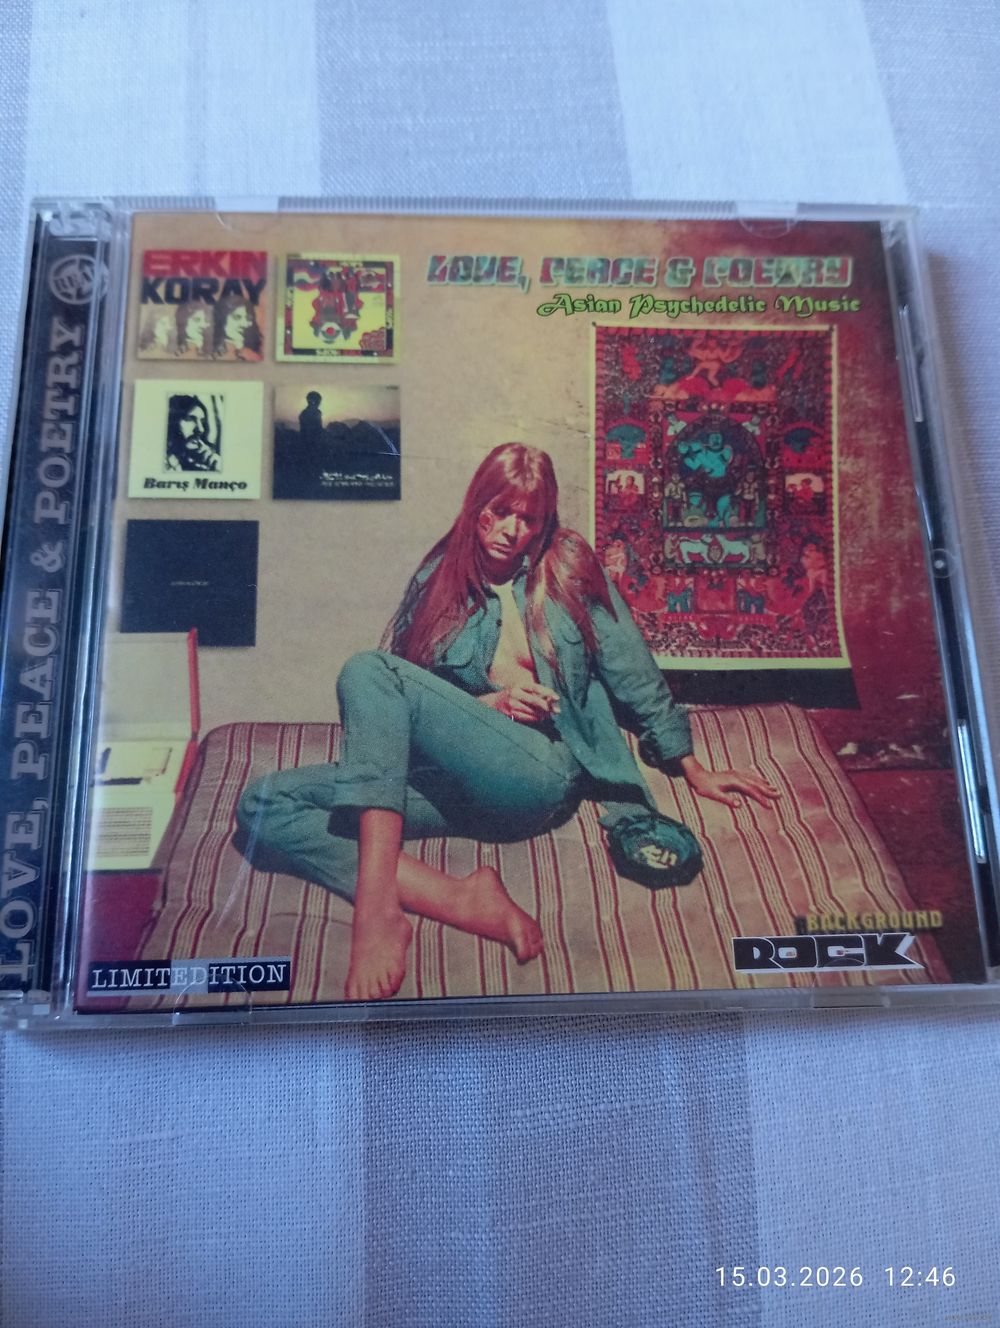 LOVE, PEACE & POETRY
LOVE, PEACE & POETRY
Asian Psychedelic Music
ERKIN
KORAY
Barış Manço
BACKGROUND
ROCK
LIMITEDITION
15.03.2026 12:46